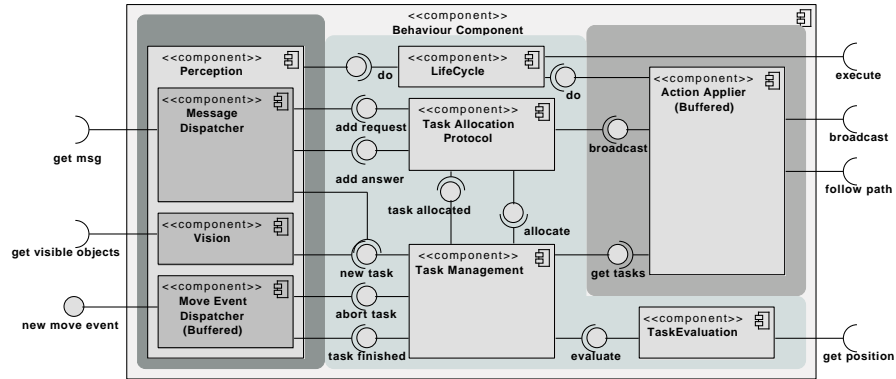 <<component>>
Behaviour Component
<<component>>
Perception
<<component>>
LifeCycle
<<component>>
Action Applier
(Buffered)
do
do
execute
<<component>>
Message
Dispatcher
add request
<<component>>
Task Allocation
Protocol
broadcast
broadcast
get msg
add answer
follow path
task allocated
allocate
<<component>>
Vision
get visible objects
new task
<<component>>
Task Management
get tasks
<<component>>
Move Event
Dispatcher
(Buffered)
new move event
abort task
task finished
evaluate
<<component>>
TaskEvaluation
get position